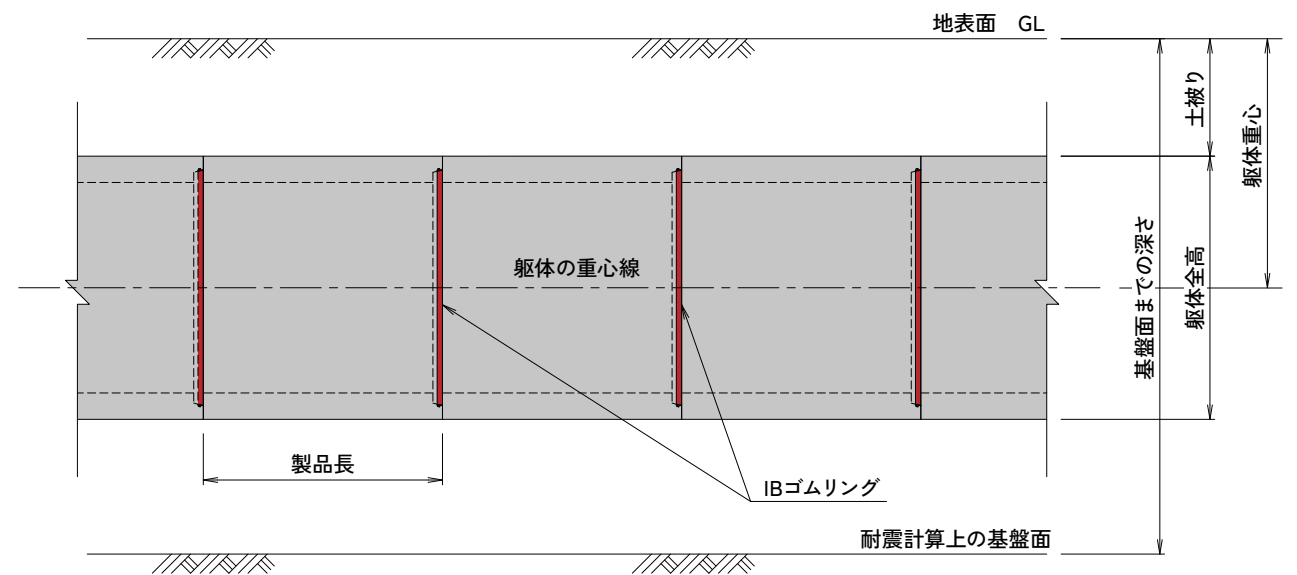 地表面 GL
土被り
躯体重心
基盤面までの深さ
躯体全高
躯体の重心線
製品長
IBゴムリング
耐震計算上の基盤面